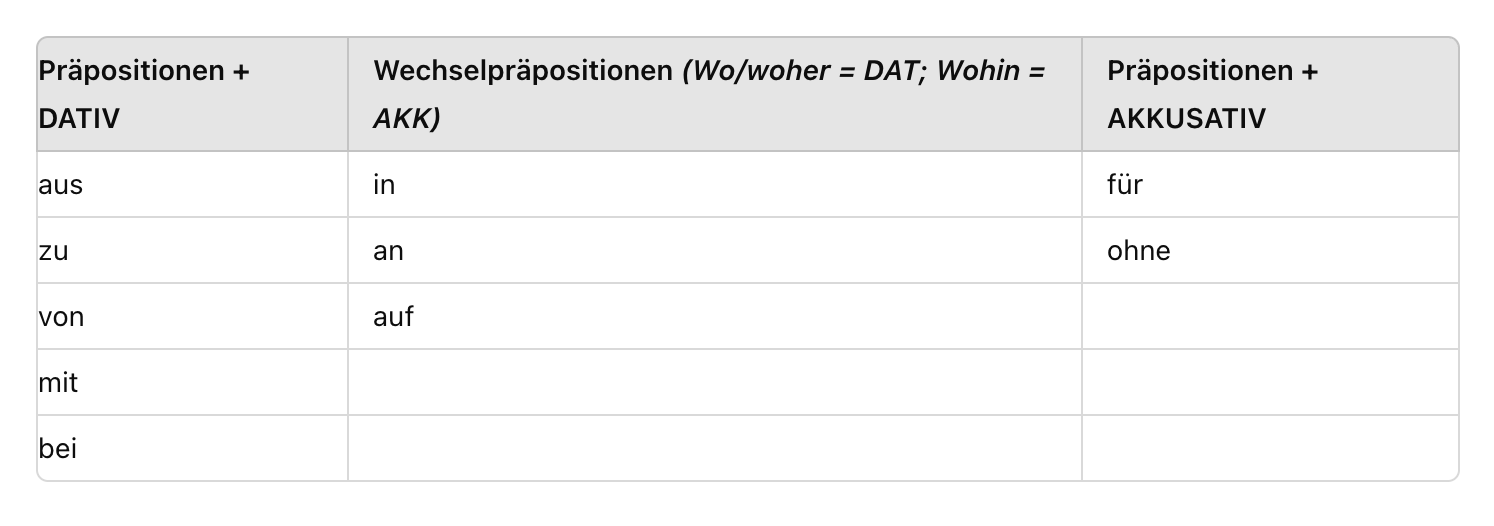 Präpositionen +
DATIV
Wechselpräpositionen (Wo/woher = DAT; Wohin =
AKK)
Präpositionen +
AKKUSATIV
aus
in
für
zu
an
ohne
von
auf
mit
bei